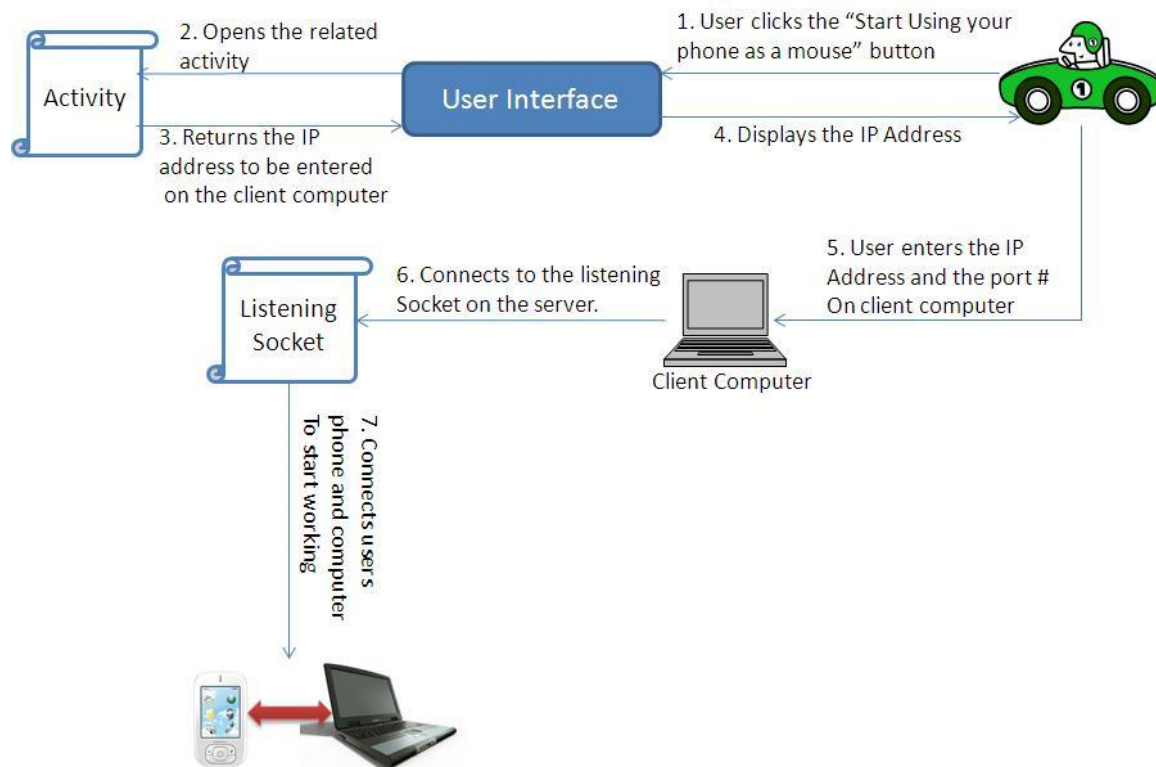 1. User clicks the “Start Using your
phone as a mouse” button
1
1
2. Opens the related
activity
Activity
User Interface
3. Returns the IP
address to be entered
on the client computer
4. Displays the IP Address
5. User enters the IP
Address and the port #
On client computer
6. Connects to the listening
Socket on the server.
Listening
Socket
Client Computer
7. Connects users
phone and computer
To start working